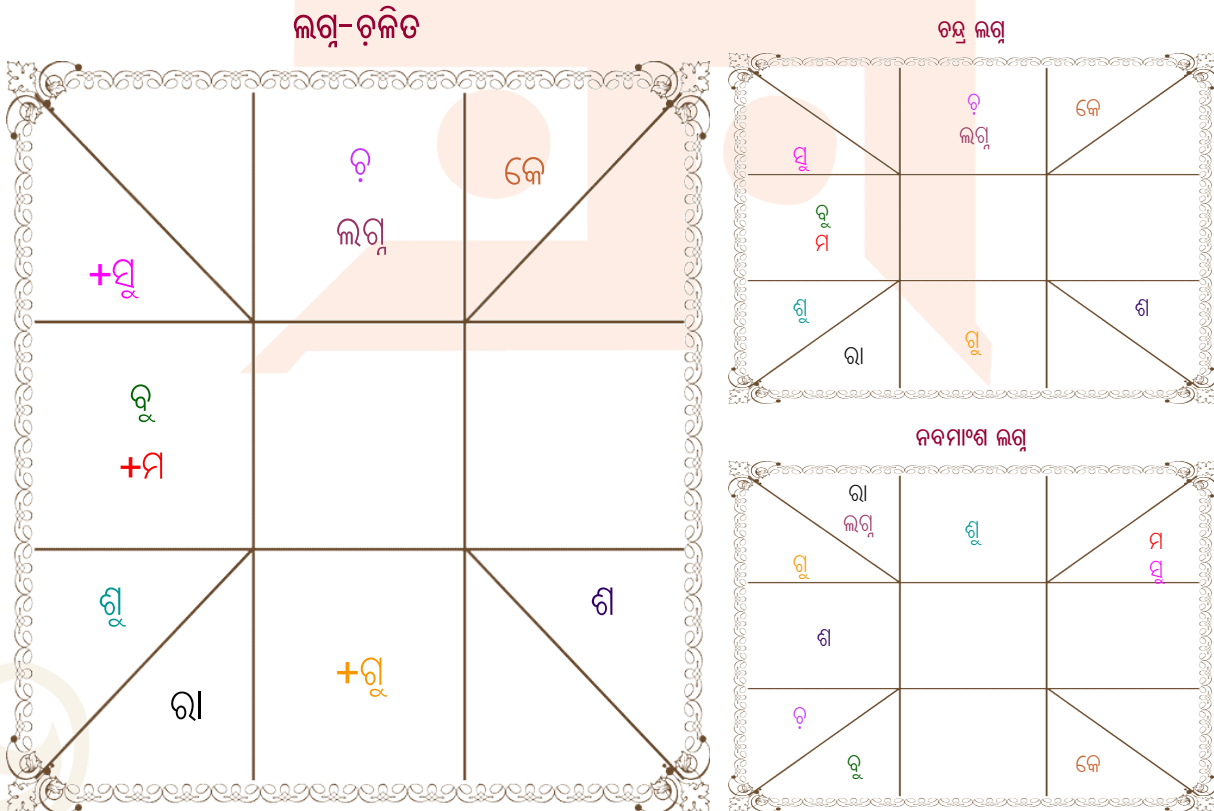 ଲଗ୍ନ-ଚ଼ଳିତ
ଚ଼
ଲଗ୍ନ
କେ
+ସୁ
ବୁ
+ମ
ଶୁ
ରା
+ଗୁ
ଶ
ଚନ୍ଦ୍ର ଲଗ୍ନ
ଚ଼
ଲଗ୍ନ
କେ
ସୁ
ବୁ
ମ
ଶୁ
ରା
ଗୁ
ଶ
ନବମାଂଶ ଲଗ୍ନ
ରା
ଲଗ୍ନ
ଗୁ
ଶୁ
ମ
ସୁ
ଶ
ଚ଼
ବୁ
କେ